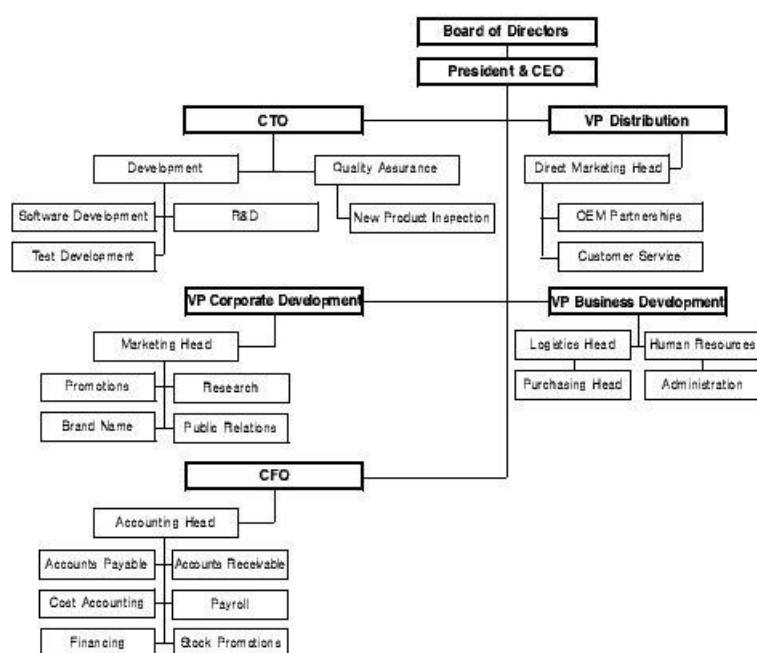 Board of Directors
President & CEO
CTO
VP Distribution
Development
Quality Assurance
Direct Marketing Head
Software Development
R&D
New Product Inspection
OEM Partnerships
Test Development
Customer Service
VP Corporate Development
VP Business Development
Marketing Head
Logistics Head
Human Resources
Promotions
Research
Purchasing Head
Administration
Brand Name
Public Relations
CFO
Accounting Head
Accounts Payable
Accounts Receivable
Cost Accounting
Payroll
Financing
Stock Promotions